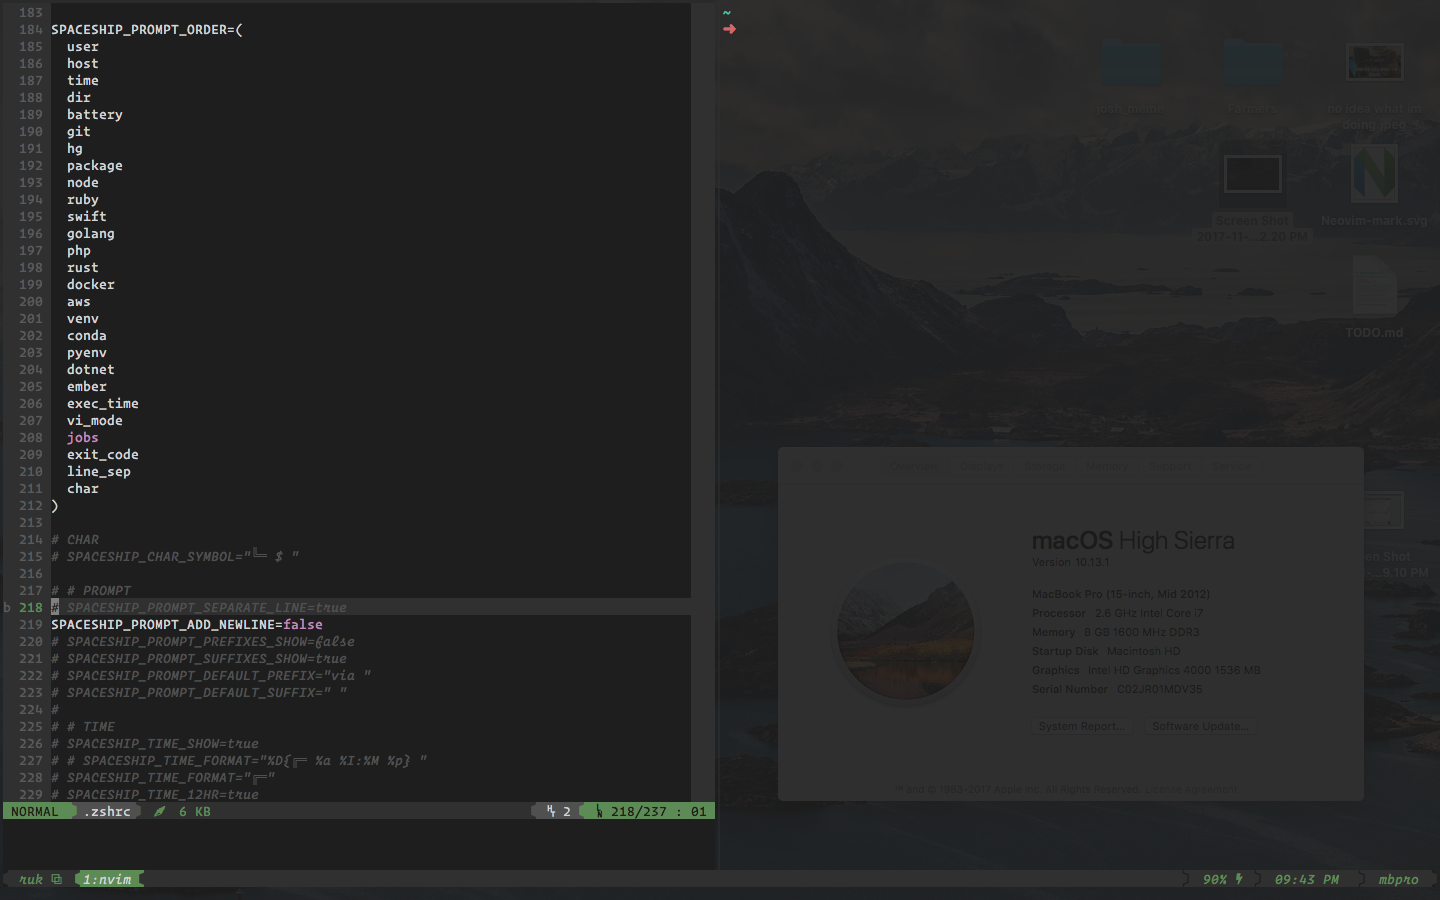 183
184 SPACESHIP_PROMPT_ORDER=(
185 user
186 host
187 time
188 dir
189 battery
190 git
191 hg
192 package
193 node
194 ruby
195 swift
196 golang
197 php
198 rust
199 docker
200 aws
201 venv
202 conda
203 pyenv
204 dotnet
205 ember
206 exec_time
207 vi_mode
208 jobs
209 exit_code
210 line_sep
211 char
212 )
213
214 # CHAR
215 # SPACESHIP_CHAR_SYMBOL="╚═ $ "
216
217 # # PROMPT
b 218 # SPACESHIP_PROMPT_SEPARATE_LINE=true
219 SPACESHIP_PROMPT_ADD_NEWLINE=false
220 # SPACESHIP_PROMPT_PREFIXES_SHOW=false
221 # SPACESHIP_PROMPT_SUFFIXES_SHOW=true
222 # SPACESHIP_PROMPT_DEFAULT_PREFIX="via "
223 # SPACESHIP_PROMPT_DEFAULT_SUFFIX=" "
224 #
225 # # TIME
226 # SPACESHIP_TIME_SHOW=true
227 # # SPACESHIP_TIME_FORMAT="%D{╔═ %a %I:%M %p} "
228 # SPACESHIP_TIME_FORMAT="╔═"
229 # SPACESHIP_TIME_12HR=true
NORMAL .zshrc 6 KB 2 218/237 : 01
~
➜
Farmers
no idea what im
doing.jpeg
Screen Shot
2017-11-...2.20 PM
Neovim-mark.svg
TODO.md
en Shot
-...9.10 PM
Overview Displays Storage Memory Support Service
macOS High Sierra
Version 10.13.1
MacBook Pro (15-inch, Mid 2012)
Processor 2.6 GHz Intel Core i7
Memory 8 GB 1600 MHz DDR3
Startup Disk Macintosh HD
Graphics Intel HD Graphics 4000 1536 MB
Serial Number C02JR01MDV35
System Report... Software Update...
™ and © 1983-2017 Apple Inc. All Rights Reserved. License Agreement
ruk 1:nvim 90% 09:43 PM mbpro